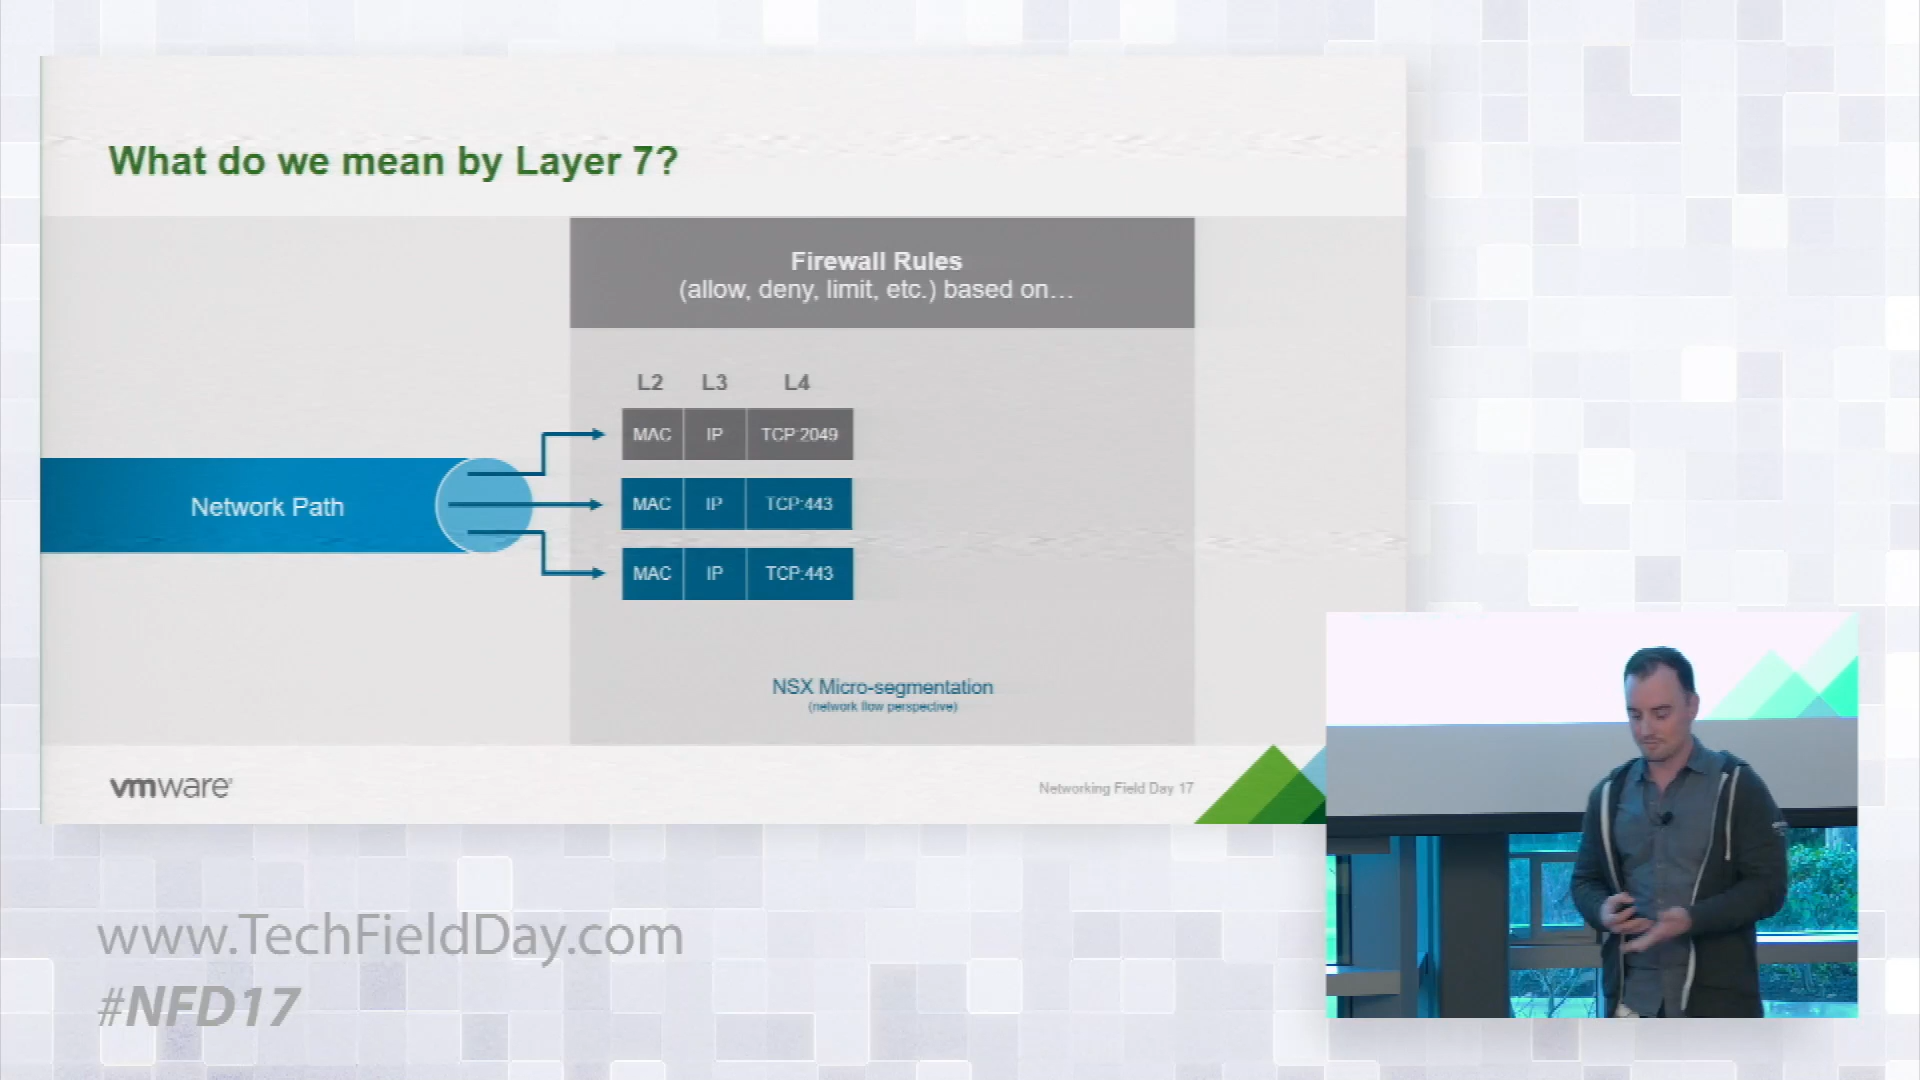 What do we mean by Layer 7?
Firewall Rules
(allow, deny, limit, etc.) based on...
L2 L3 L4
MAC IP TCP:2049
Network Path
MAC IP TCP:443
MAC IP TCP:443
NSX Micro-segmentation
(network flow perspective)
vmware
Networking Field Day 17
www.TechFieldDay.com
#NFD17